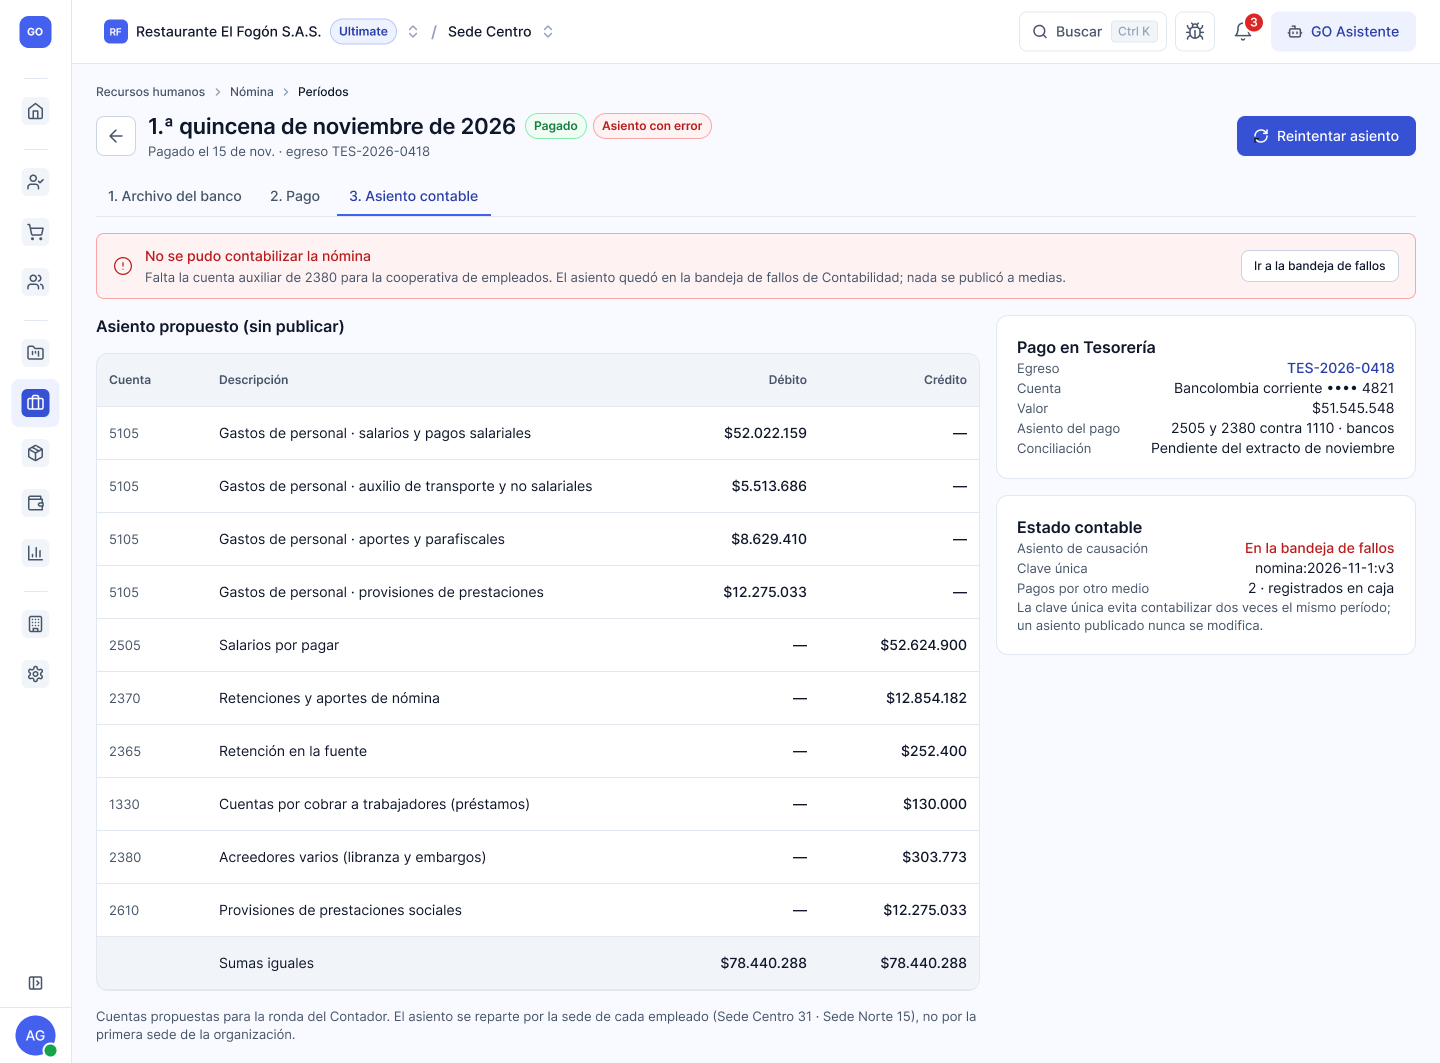 GO
RF Restaurante El Fogón S.A.S. Ultimate / Sede Centro
Buscar Ctrl K
3
GO Asistente
Recursos humanos > Nómina > Períodos
1.ª quincena de noviembre de 2026 Pagado Asiento con error
Pagado el 15 de nov. · egreso TES-2026-0418
Reintentar asiento
1. Archivo del banco 2. Pago 3. Asiento contable
No se pudo contabilizar la nómina
Falta la cuenta auxiliar de 2380 para la cooperativa de empleados. El asiento quedó en la bandeja de fallos de Contabilidad; nada se publicó a medias.
Ir a la bandeja de fallos
Asiento propuesto (sin publicar)
Cuenta Descripción Débito Crédito
5105 Gastos de personal · salarios y pagos salariales $52.022.159 —
5105 Gastos de personal · auxilio de transporte y no salariales $5.513.686 —
5105 Gastos de personal · aportes y parafiscales $8.629.410 —
5105 Gastos de personal · provisiones de prestaciones $12.275.033 —
2505 Salarios por pagar — $52.624.900
2370 Retenciones y aportes de nómina — $12.854.182
2365 Retención en la fuente — $252.400
1330 Cuentas por cobrar a trabajadores (préstamos) — $130.000
2380 Acreedores varios (libranza y embargos) — $303.773
2610 Provisiones de prestaciones sociales — $12.275.033
Sumas iguales $78.440.288 $78.440.288
Cuentas propuestas para la ronda del Contador. El asiento se reparte por la sede de cada empleado (Sede Centro 31 · Sede Norte 15), no por la
primera sede de la organización.
Pago en Tesorería
Egreso TES-2026-0418
Cuenta Bancolombia corriente •••• 4821
Valor $51.545.548
Asiento del pago 2505 y 2380 contra 1110 · bancos
Conciliación Pendiente del extracto de noviembre
Estado contable
Asiento de causación En la bandeja de fallos
Clave única nomina:2026-11-1:v3
Pagos por otro medio 2 · registrados en caja
La clave única evita contabilizar dos veces el mismo período;
un asiento publicado nunca se modifica.
AG